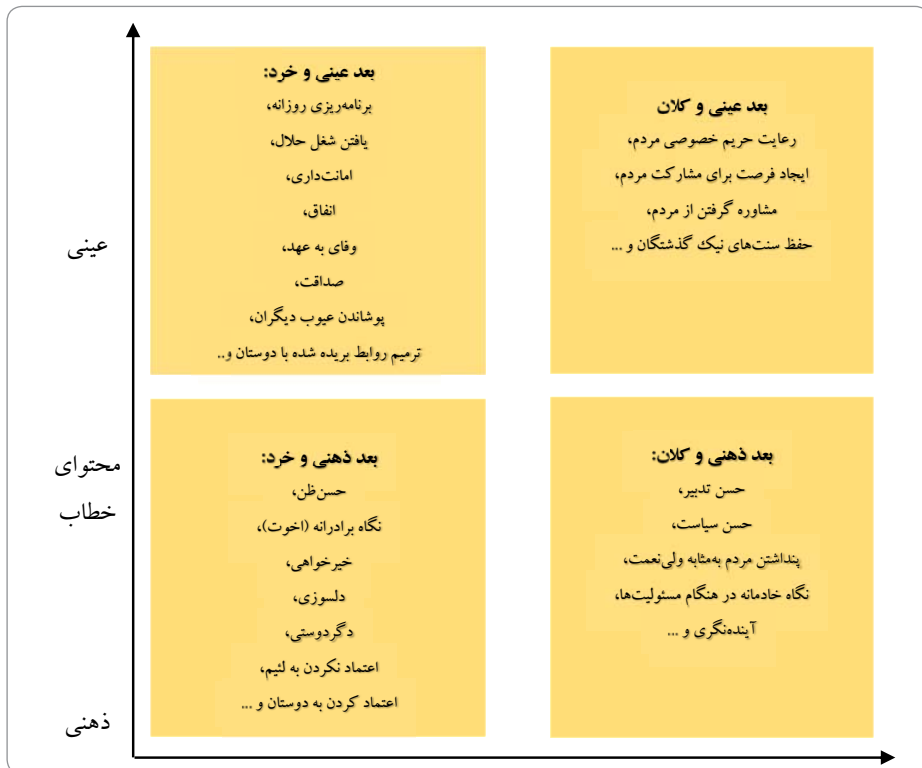 بعد عینی و خرد:
برنامه‌ریزی روزانه،
یافتن شغل حلال،
امانت‌داری،
انفاق،
وفای به عهد،
صداقت،
پوشاندن عیوب دیگران،
ترمیم روابط بریده شده با دوستان و..
بعد عینی و کلان
رعایت حریم خصوصی مردم،
ایجاد فرصت برای مشارکت مردم،
مشاوره گرفتن از مردم،
حفظ سنت‌های نیک گذشتگان و ...
عینی
محتوای
خطاب
ذهنی
بعد ذهنی و خرد:
حسن‌ظن،
نگاه برادرانه (اخوت)،
خیرخواهی،
دلسوزی،
دگردوستی،
اعتماد نکردن به لئیم،
اعتماد کردن به دوستان و ...
بعد ذهنی و کلان:
حسن تدبیر،
حسن سیاست،
پنداشتن مردم به‌مثابه ولی‌نعمت،
نگاه خادمانه در هنگام مسئولیت‌ها،
آینده‌نگری و ...